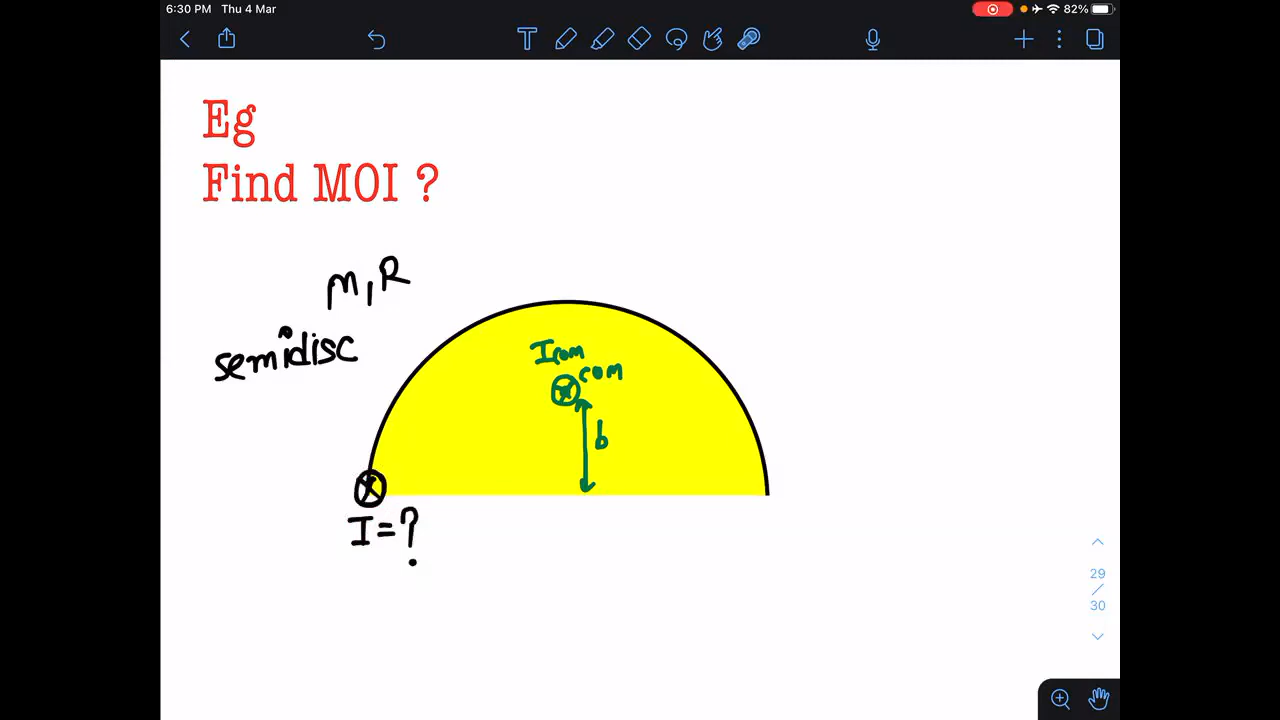 6:30 PM Thu 4 Mar
82%
T
Eg
Find MOI ?
M, R
semidisc
Icom
com
b
I = ?
29
30